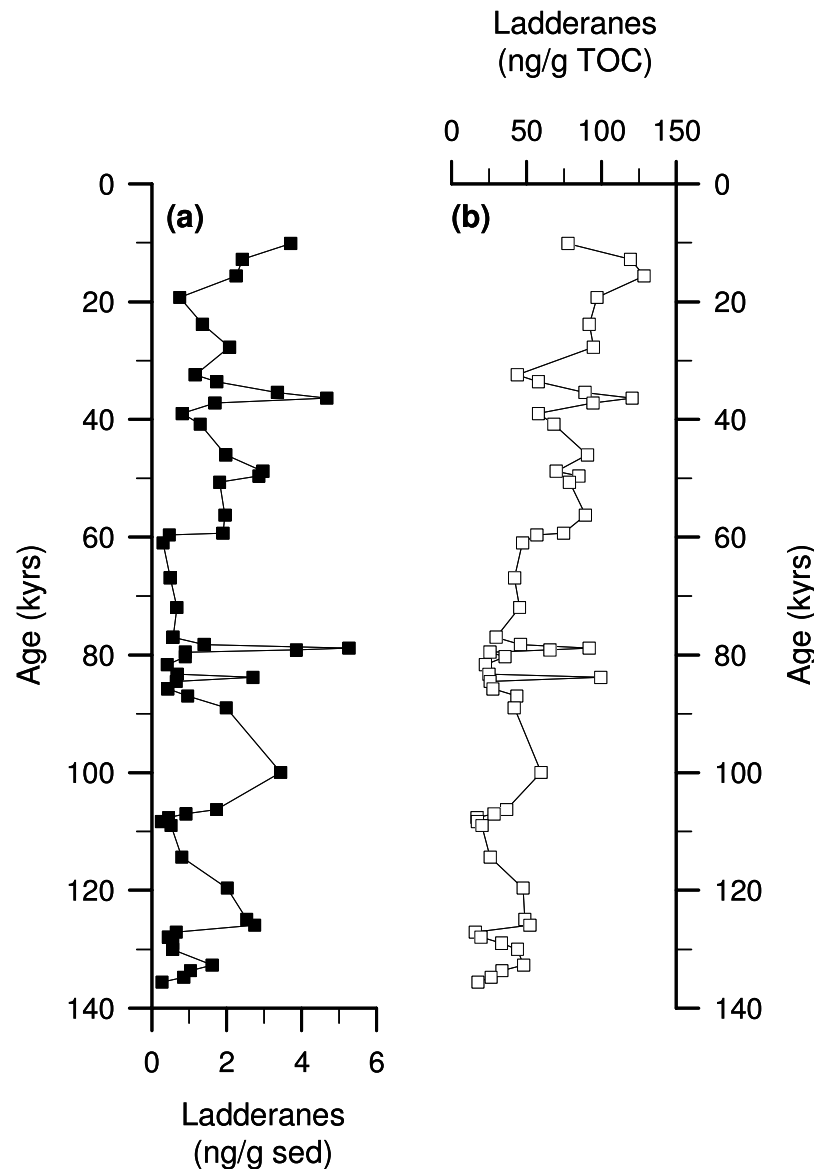 Ladderanes
(ng/g TOC)
0 50 100 150
0 (a) (b) 0
20 20
40 40
60 60
Age (kyrs) Age (kyrs)
80 80
100 100
120 120
140 140
0 2 4 6
Ladderanes
(ng/g sed)